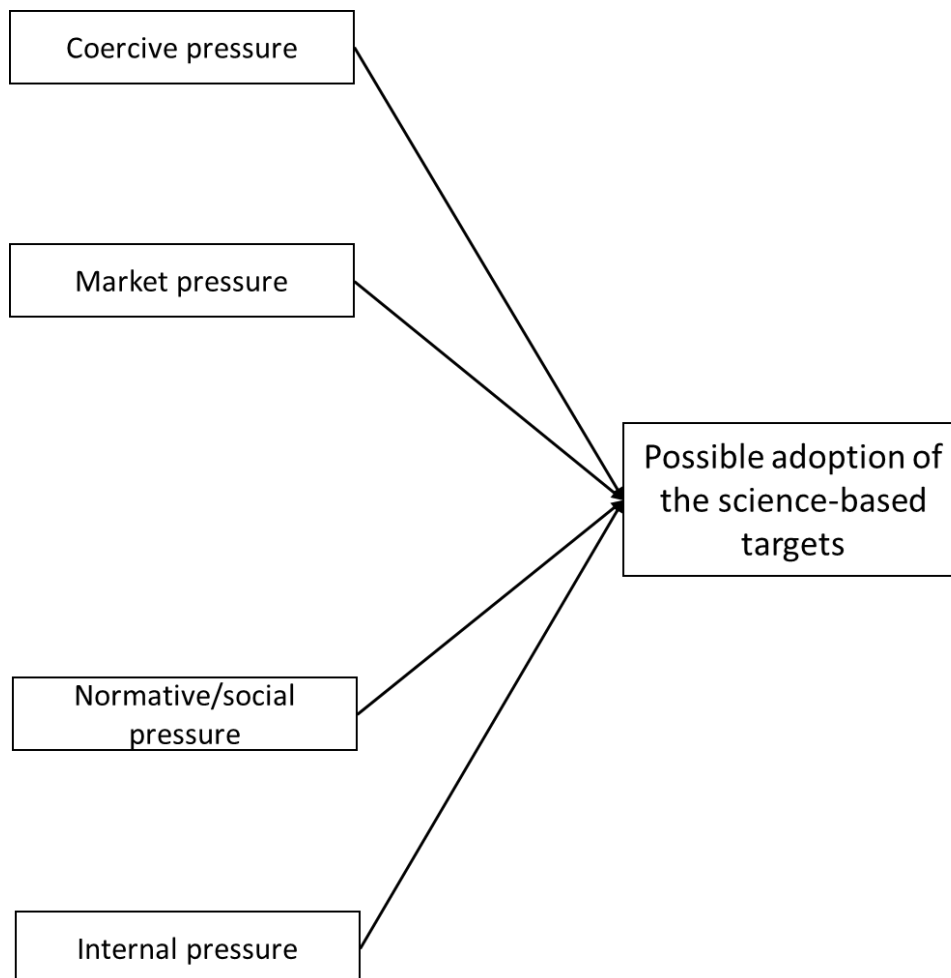 Coercive pressure
Market pressure
Possible adoption of
the science-based
targets
Normative/social
pressure
Internal pressure